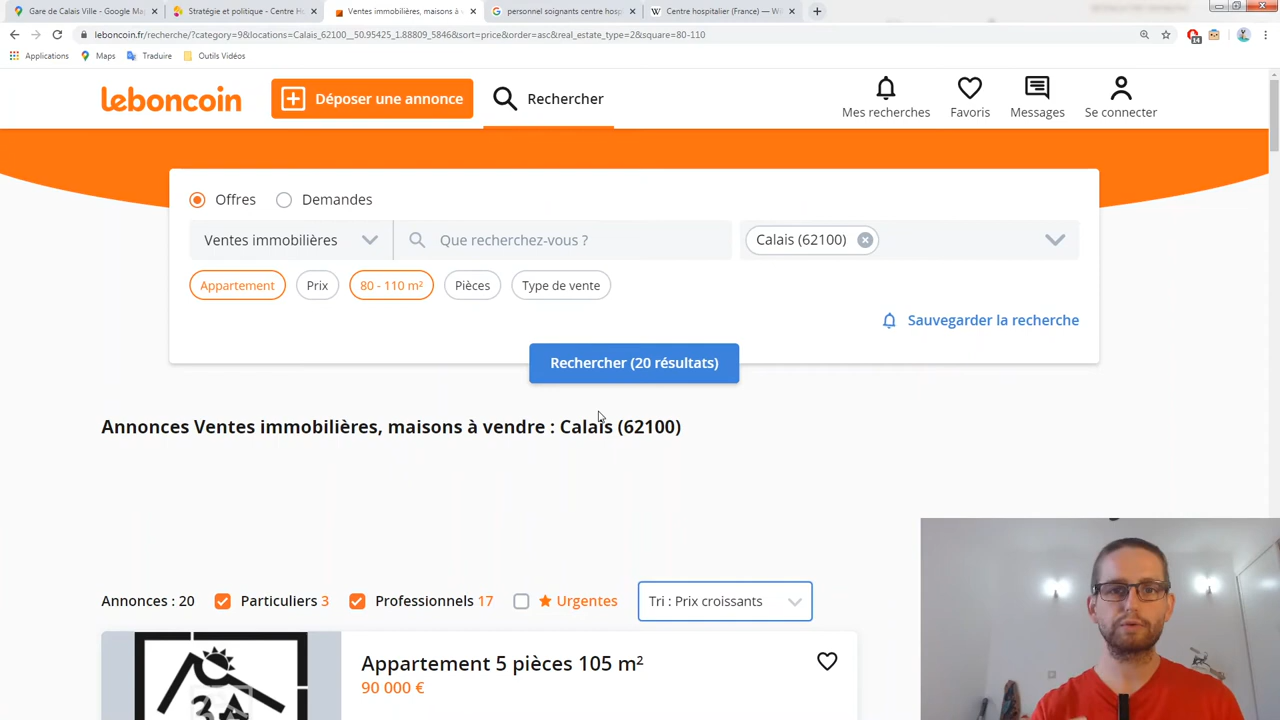 Gare de Calais Ville - Google Ma
Stratégie et politique - Centre H
Ventes immobilières, maisons à v
personnel soignants centre hosp
Centre hospitalier (France) — Wi
leboncoin.fr/recherche/?category=9&locations=Calais_62100__50.95425_1.88809_5846&sort=price&order=asc&real_estate_type=2&square=80-110
Applications
Maps
Traduire
Outils Vidéos
leboncoin
Déposer une annonce
Rechercher
Mes recherches
Favoris
Messages
Se connecter
Offres
Demandes
Ventes immobilières
Que recherchez-vous ?
Calais (62100)
Appartement
Prix
80 - 110 m²
Pièces
Type de vente
Sauvegarder la recherche
Rechercher (20 résultats)
Annonces Ventes immobilières, maisons à vendre : Calais (62100)
Annonces : 20
Particuliers 3
Professionnels 17
Urgentes
Tri : Prix croissants
Appartement 5 pièces 105 m²
90 000 €